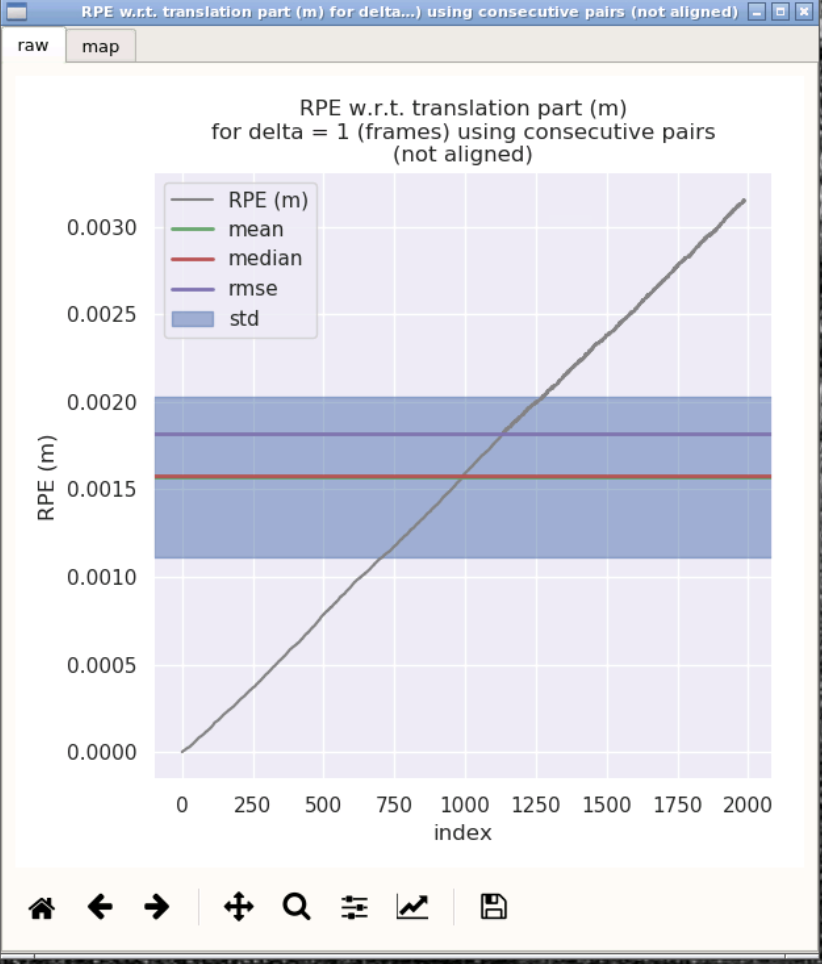 RPE w.r.t. translation part (m) for delta...) using consecutive pairs (not aligned)
raw
map
RPE w.r.t. translation part (m)
for delta = 1 (frames) using consecutive pairs
(not aligned)
RPE (m)
mean
median
rmse
std
0.0030
0.0025
0.0020
0.0015
0.0010
0.0005
0.0000
RPE (m)
0 250 500 750 1000 1250 1500 1750 2000
index